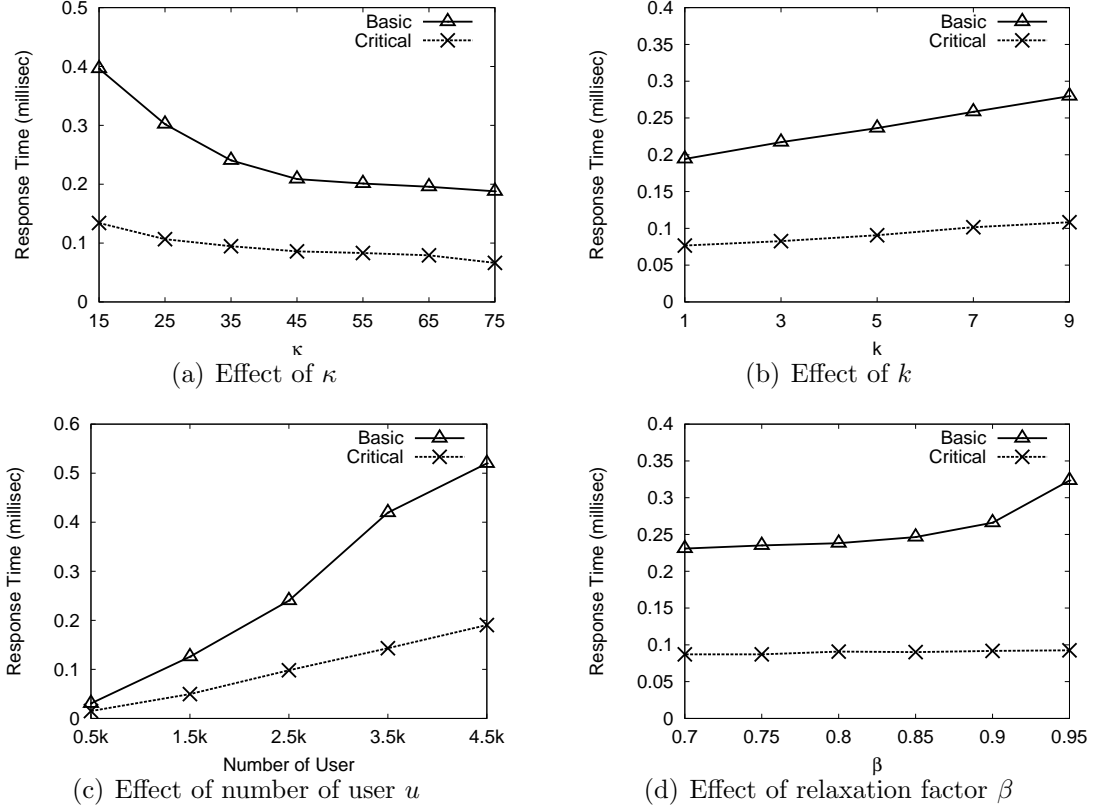 0.5
0.4
0.3
0.2
0.1
0
15 25 35 45 55 65 75
Response Time (millisec)
κ
Basic
Critical
(a) Effect of κ
0.4
0.35
0.3
0.25
0.2
0.15
0.1
0.05
0
1 3 5 7 9
Response Time (millisec)
k
Basic
Critical
(b) Effect of k
0.6
0.5
0.4
0.3
0.2
0.1
0
0.5k 1.5k 2.5k 3.5k 4.5k
Response Time (millisec)
Number of User
Basic
Critical
(c) Effect of number of user u
0.4
0.35
0.3
0.25
0.2
0.15
0.1
0.05
0
0.7 0.75 0.8 0.85 0.9 0.95
Response Time (millisec)
β
Basic
Critical
(d) Effect of relaxation factor β